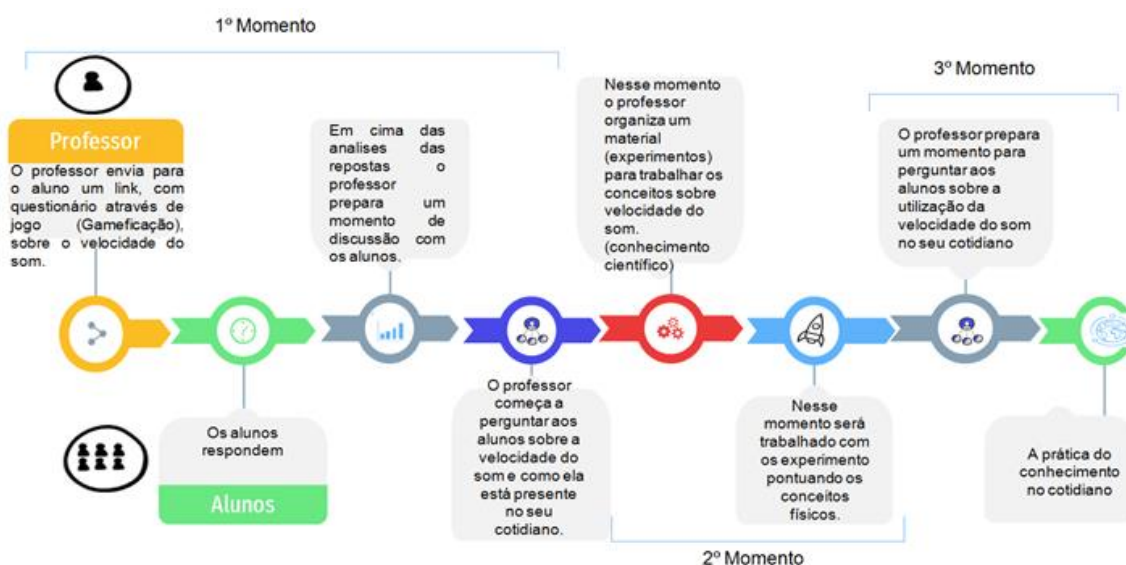 1º Momento
Professor
O professor envia para
o aluno um link, com
questionário através de
jogo (Gameficação),
sobre o velocidade do
som.
Os alunos
respondem
Alunos
Em cima das
analises das
repostas o
professor
prepara um
momento de
discussão com
os alunos.
O professor
começa a
perguntar aos
alunos sobre a
velocidade do
som e como ela
está presente
no seu
cotidiano.
Nesse momento
o professor
organiza um
material
(experimentos)
para trabalhar os
conceitos sobre
velocidade do
som.
(conhecimento
científico)
Nesse
momento será
trabalhado com
os experimento
pontuando os
conceitos
físicos.
2º Momento
3º Momento
O professor prepara
um momento para
perguntar aos
alunos sobre a
utilização da
velocidade do som
no seu cotidiano
A prática do
conhecimento
no cotidiano